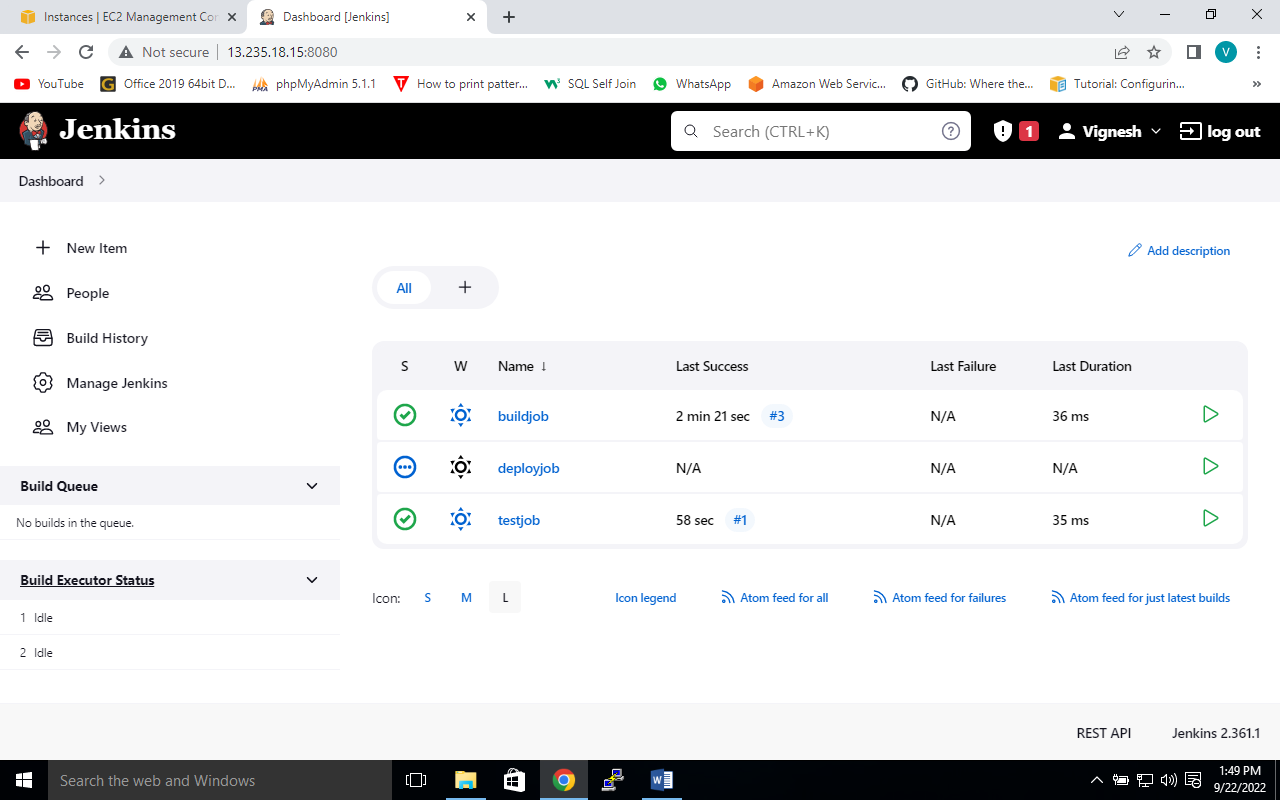 Instances | EC2 Management Con
Dashboard [Jenkins]
Not secure
13.235.18.15:8080
V
YouTube
Office 2019 64bit D...
phpMyAdmin 5.1.1
How to print patter...
SQL Self Join
WhatsApp
Amazon Web Servic...
GitHub: Where the...
Tutorial: Configurin...
»
Jenkins
Search (CTRL+K)
1
Vignesh
log out
Dashboard
New Item
People
Build History
Manage Jenkins
My Views
Build Queue
No builds in the queue.
Build Executor Status
1 Idle
2 Idle
Add description
All +
S W Name ↓ Last Success Last Failure Last Duration
buildjob 2 min 21 sec #3 N/A 36 ms
deployjob N/A N/A N/A
testjob 58 sec #1 N/A 35 ms
Icon: S M L
Icon legend
Atom feed for all
Atom feed for failures
Atom feed for just latest builds
REST API
Jenkins 2.361.1
Search the web and Windows
1:49 PM
9/22/2022